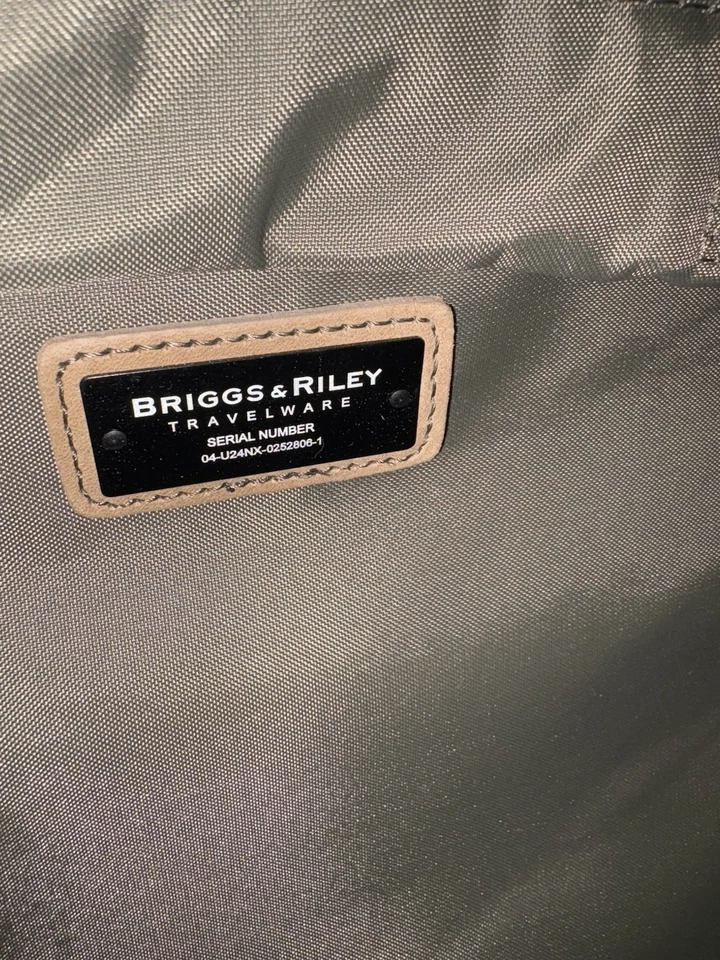 BRIGGS & RILEY
TRAVELWARE
SERIAL NUMBER
04-U24NX-0252806-1